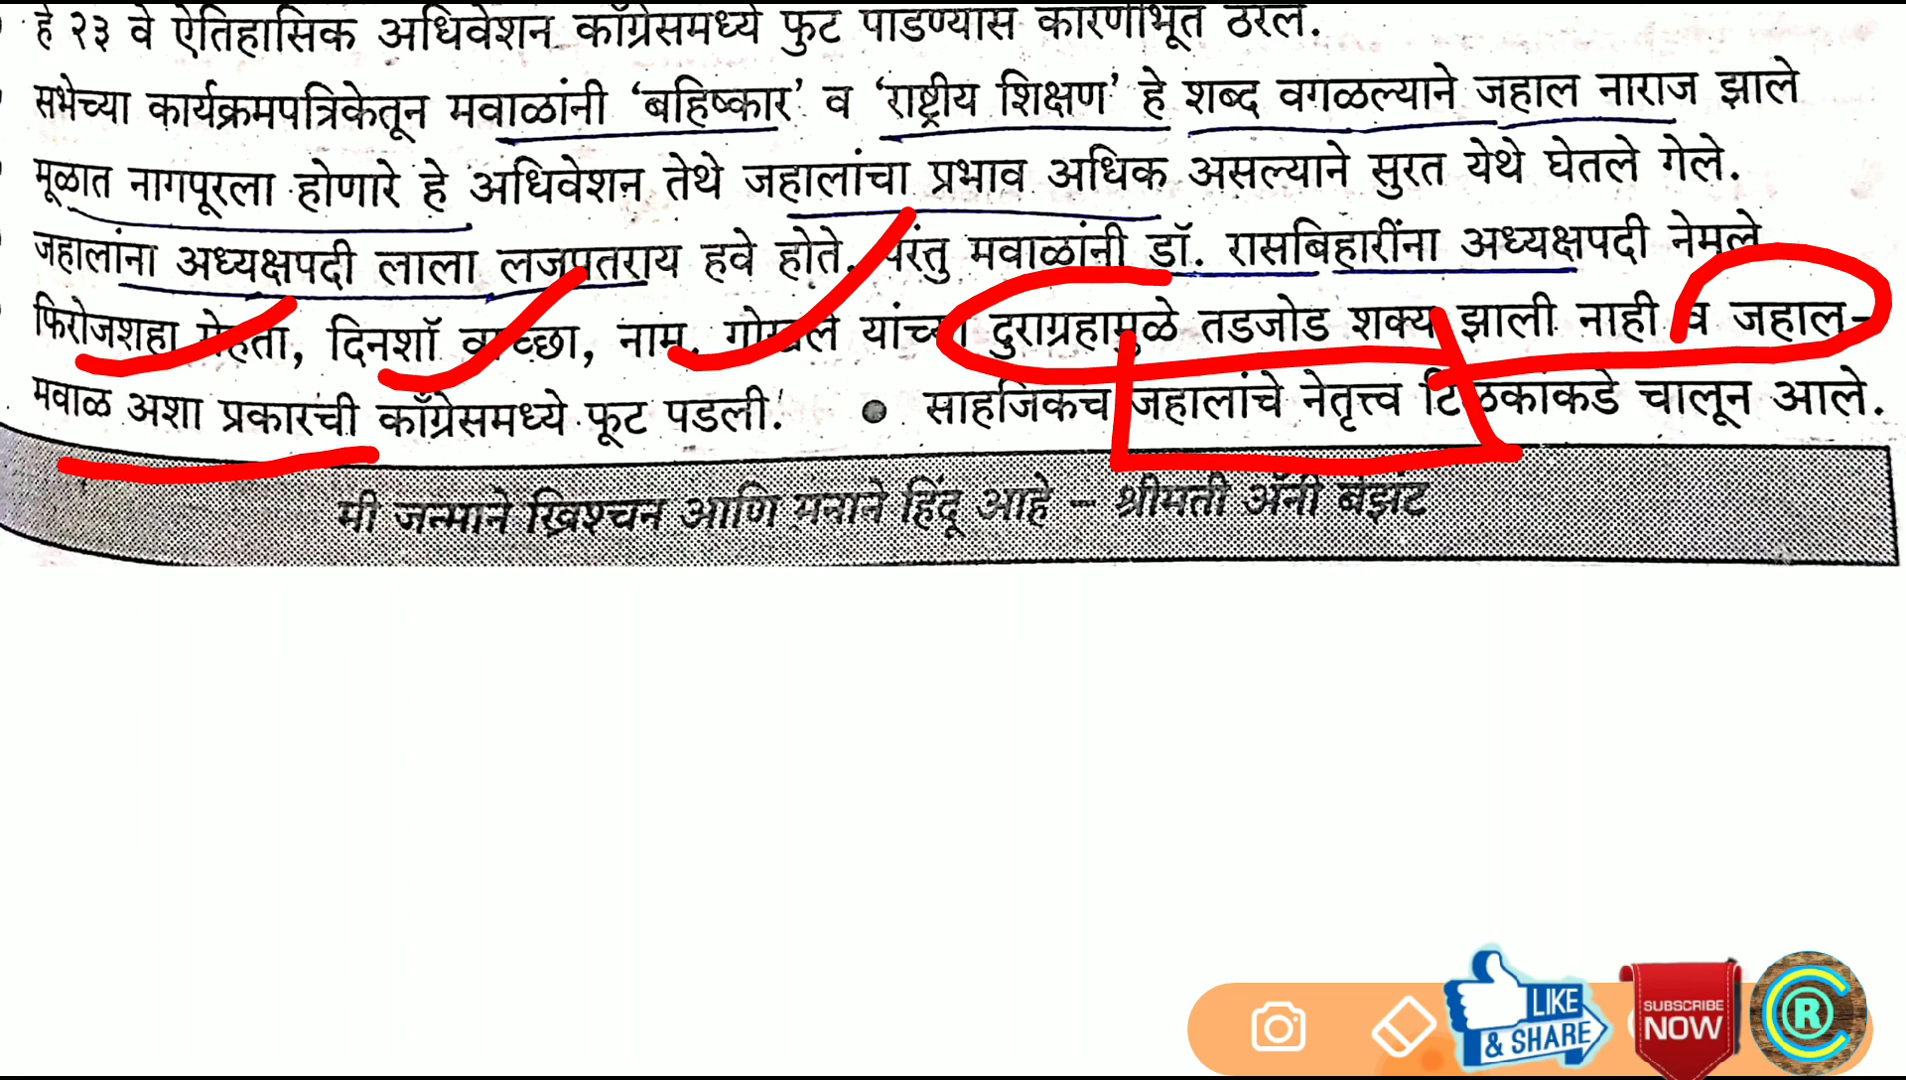 हे २३ वे ऐतिहासिक अधिवेशन काँग्रेसमध्ये फुट पाडण्यास कारणीभूत ठरले.
सभेच्या कार्यक्रमपत्रिकेतून मवाळांनी ‘बहिष्कार’ व ‘राष्ट्रीय शिक्षण’ हे शब्द वगळल्याने जहाल नाराज झाले
मूळात नागपूरला होणारे हे अधिवेशन तेथे जहालांचा प्रभाव अधिक असल्याने सुरत येथे घेतले गेले.
जहालांना अध्यक्षपदी लाला लजपतराय हवे होते. परंतु मवाळांनी डॉ. रासबिहारींना अध्यक्षपदी नेमले
फिरोजशहा मेहता, दिनशॉ वाच्छा, नाम. गोखले यांच्या दुराग्रहामुळे तडजोड शक्य झाली नाही व जहाल-
मवाळ अशा प्रकारची काँग्रेसमध्ये फूट पडली. ● साहजिकच जहालांचे नेतृत्त्व टिळकांकडे चालून आले.
मी जन्माने ख्रिश्चन आणि मनाने हिंदू आहे - श्रीमती ॲनी बेझंट
LIKE
& SHARE
SUBSCRIBE
NOW
R